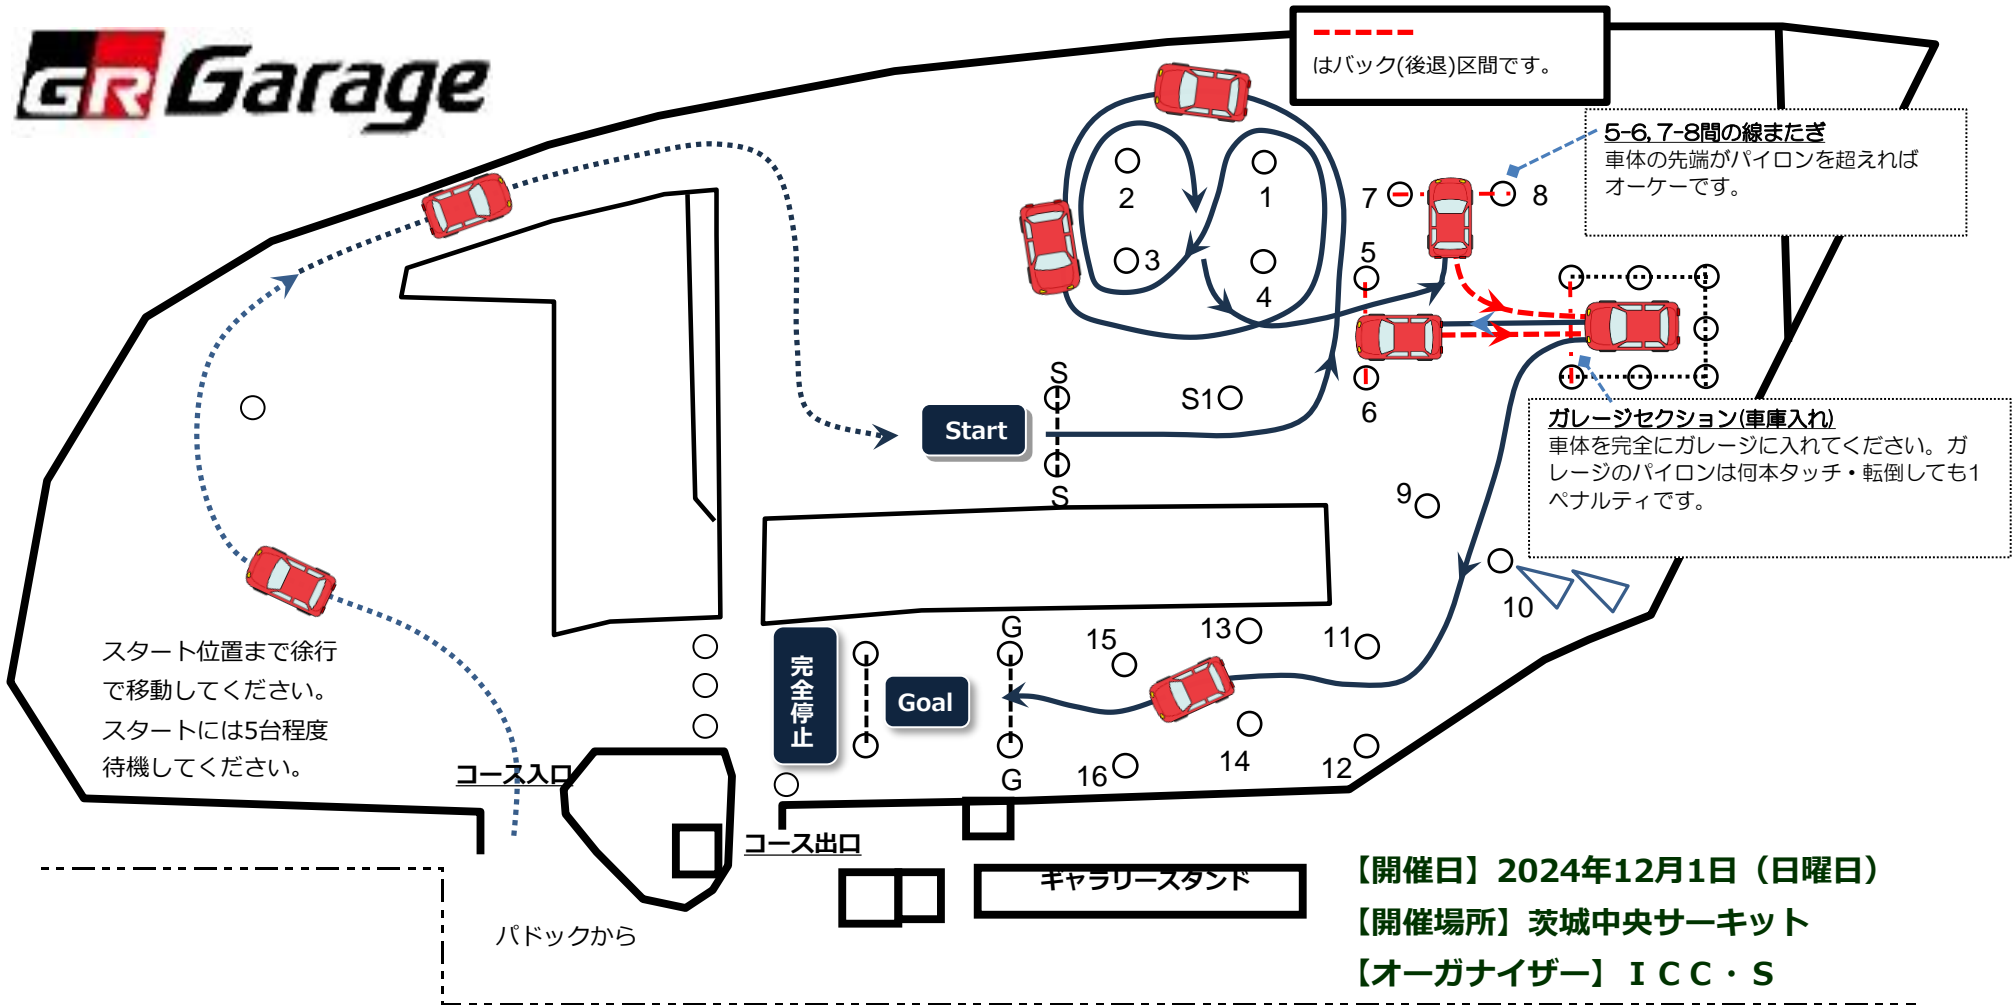 GR Garage
はバック(後退)区間です。
5-6, 7-8間の線またぎ
車体の先端がパイロンを超えれば
オーケーです。
2
1
3
4
7
8
5
6
S
S1
Start
S
ガレージセクション(車庫入れ)
車体を完全にガレージに入れてください。ガ
レージのパイロンは何本タッチ・転倒しても1
ペナルティです。
9
10
G
15
13
11
完全停止
Goal
G
16
14
12
スタート位置まで徐行
で移動してください。
スタートには5台程度
待機してください。
コース入口
コース出口
ギャラリースタンド
パドックから
【開催日】2024年12月1日（日曜日）
【開催場所】茨城中央サーキット
【オーガナイザー】ＩＣＣ・Ｓ